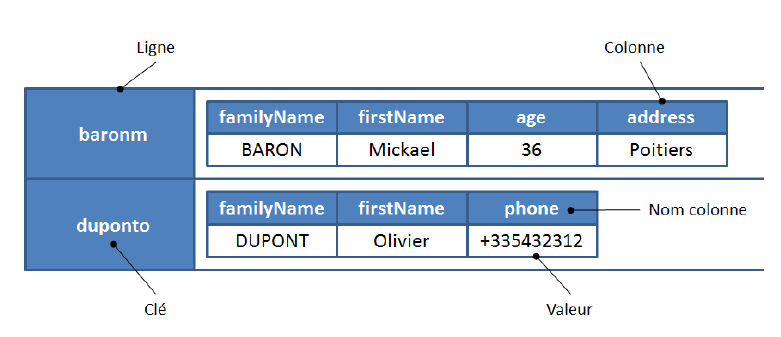 Ligne Colonne
baronm
familyName firstName age address
BARON Mickael 36 Poitiers
duponto
familyName firstName phone
Nom colonne
DUPONT Olivier +335432312
Clé Valeur